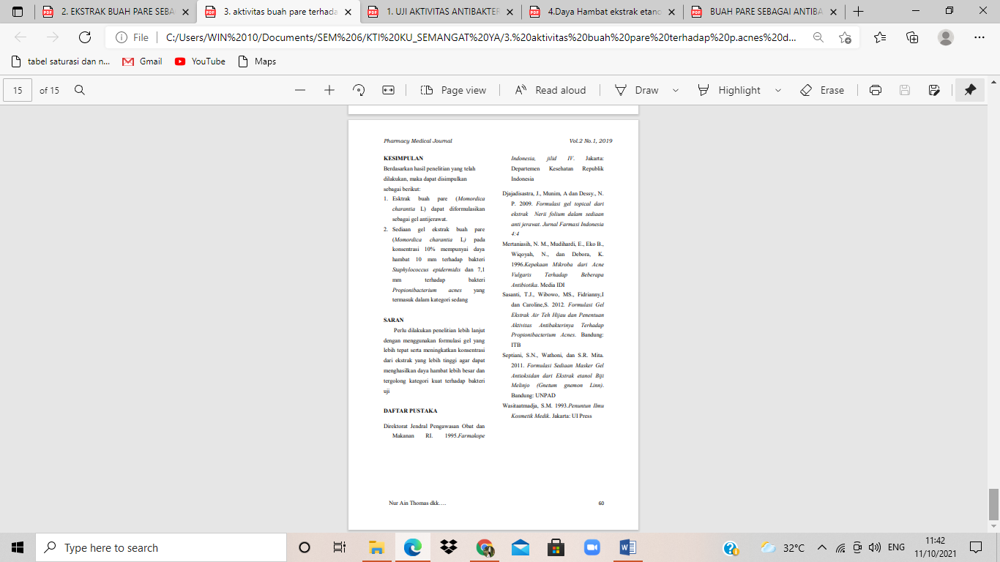 2. EKSTRAK BUAH PARE SEBA
3. aktivitas buah pare terhada
1. UJI AKTIVITAS ANTIBAKTER
4.Daya Hambat ekstrak etano
BUAH PARE SEBAGAI ANTIBA
File
C:/Users/WIN%2010/Documents/SEM%206/KTI%20KU_SEMANGAT%20YA/3.%20aktivitas%20buah%20pare%20terhadap%20p.acnes%20d...
tabel saturasi dan n...
Gmail
YouTube
Maps
15 of 15
Page view
Read aloud
Draw
Highlight
Erase
Pharmacy Medical Journal
Vol.2 No.1, 2019
KESIMPULAN
Berdasarkan hasil penelitian yang telah
dilakukan, maka dapat disimpulkan
sebagai berikut:
1. Esktrak buah pare (Momordica
charantia L) dapat diformulasikan
sebagai gel antijerawat.
2. Sediaan gel ekstrak buah pare
(Momordica charantia L) pada
konsentrasi 10% mempunyai daya
hambat 10 mm terhadap bakteri
Staphylococcus epidermidis dan 7,1
mm terhadap bakteri
Propionibacterium acnes yang
termasuk dalam kategori sedang
SARAN
Perlu dilakukan penelitian lebih lanjut
dengan menggunakan formulasi gel yang
lebih tepat serta meningkatkan konsentrasi
dari ekstrak yang lebih tinggi agar dapat
menghasilkan daya hambat lebih besar dan
tergolong kategori kuat terhadap bakteri
uji
DAFTAR PUSTAKA
Direktorat Jendral Pengawasan Obat dan
Makanan RI. 1995.Farmakope
Indonesia, jilid IV. Jakarta:
Departemen Kesehatan Republik
Indonesia
Djajadisastra, J., Munim, A dan Dessy., N.
P. 2009. Formulasi gel topical dari
ekstrak Nerii folium dalam sediaan
anti jerawat. Jurnal Farmasi Indonesia
4:4
Mertaniasih, N. M., Mudihardi, E., Eko B.,
Wiqoyah, N., dan Debora, K.
1996.Kepekaan Mikroba dari Acne
Vulgaris Terhadap Beberapa
Antibiotika. Media IDI
Sasanti, T.J., Wibowo, MS., Fidrianny,I
dan Caroline,S. 2012. Formulasi Gel
Ekstrak Air Teh Hijau dan Penentuan
Aktivitas Antibakterinya Terhadap
Propionibacterium Acnes. Bandung:
ITB
Septiani, S.N., Wathoni, dan S.R. Mita.
2011. Formulasi Sediaan Masker Gel
Antioksidan dari Ekstrak etanol Biji
Melinjo (Gnetum gnemon Linn).
Bandung: UNPAD
Wasitaatmadja, S.M. 1993.Penuntun Ilmu
Kosmetik Medik. Jakarta: UI Press
Nur Ain Thomas dkk….
60
Type here to search
32°C
ENG
11:42
11/10/2021